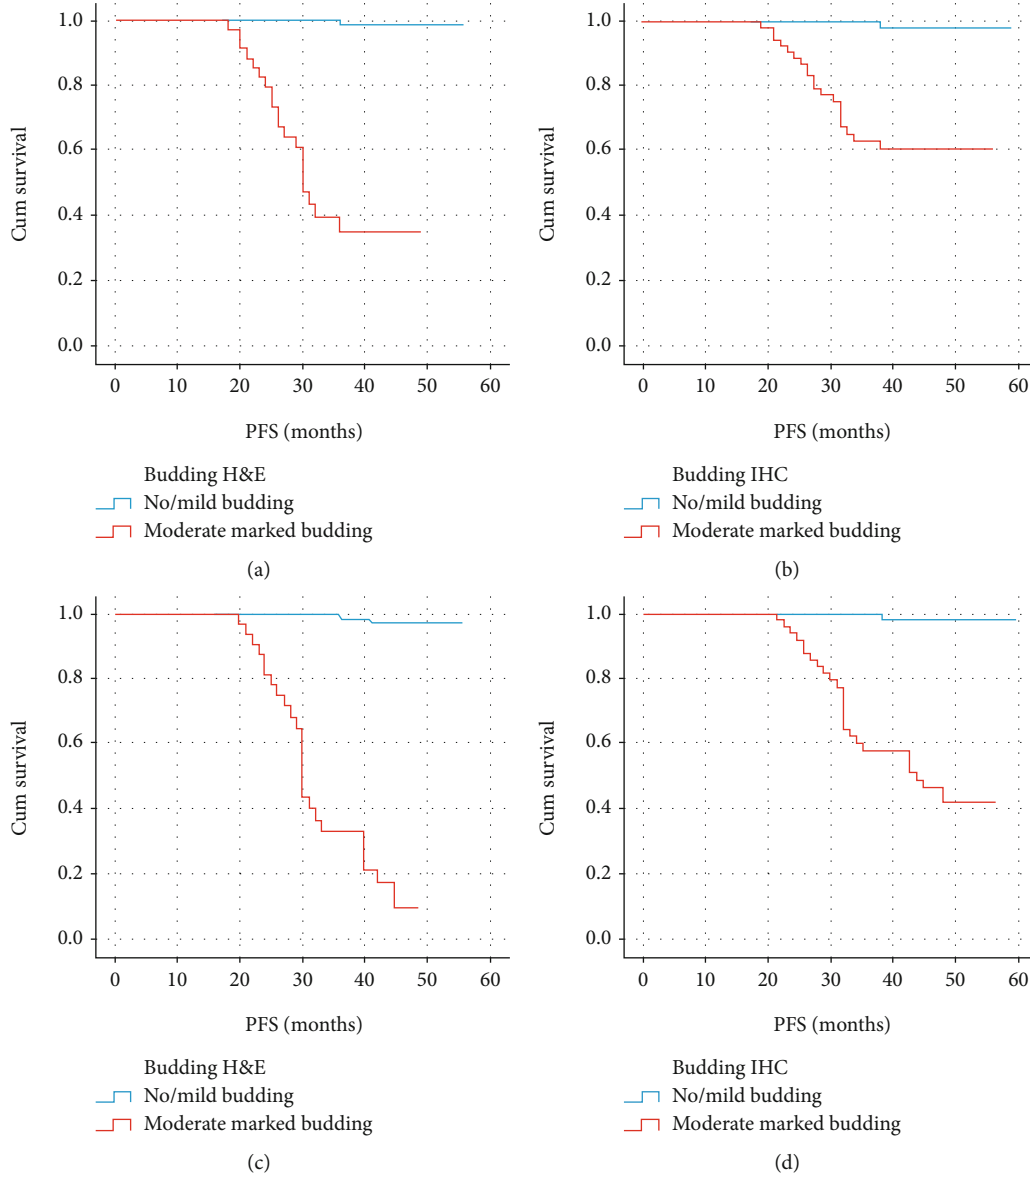 1.0
0.8
0.6
0.4
0.2
0.0
Cum survival
0 10 20 30 40 50 60
PFS (months)
Budding H&E
No/mild budding
Moderate marked budding
(a)
1.0
0.8
0.6
0.4
0.2
0.0
Cum survival
0 10 20 30 40 50 60
PFS (months)
Budding IHC
No/mild budding
Moderate marked budding
(b)
1.0
0.8
0.6
0.4
0.2
0.0
Cum survival
0 10 20 30 40 50 60
PFS (months)
Budding H&E
No/mild budding
Moderate marked budding
(c)
1.0
0.8
0.6
0.4
0.2
0.0
Cum survival
0 10 20 30 40 50 60
PFS (months)
Budding IHC
No/mild budding
Moderate marked budding
(d)